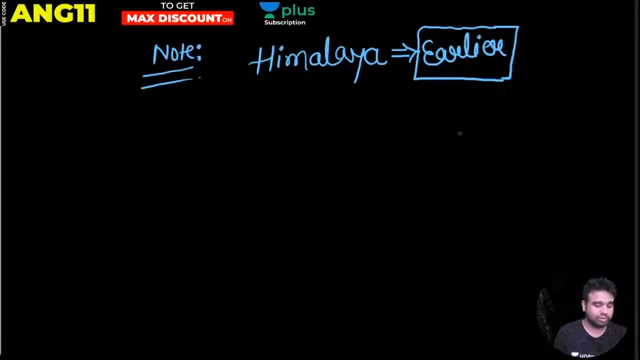 USE CODE
ANG11
TO GET
MAX DISCOUNT ON
plus
Subscription
Note: Himalaya ⇒ Earlier